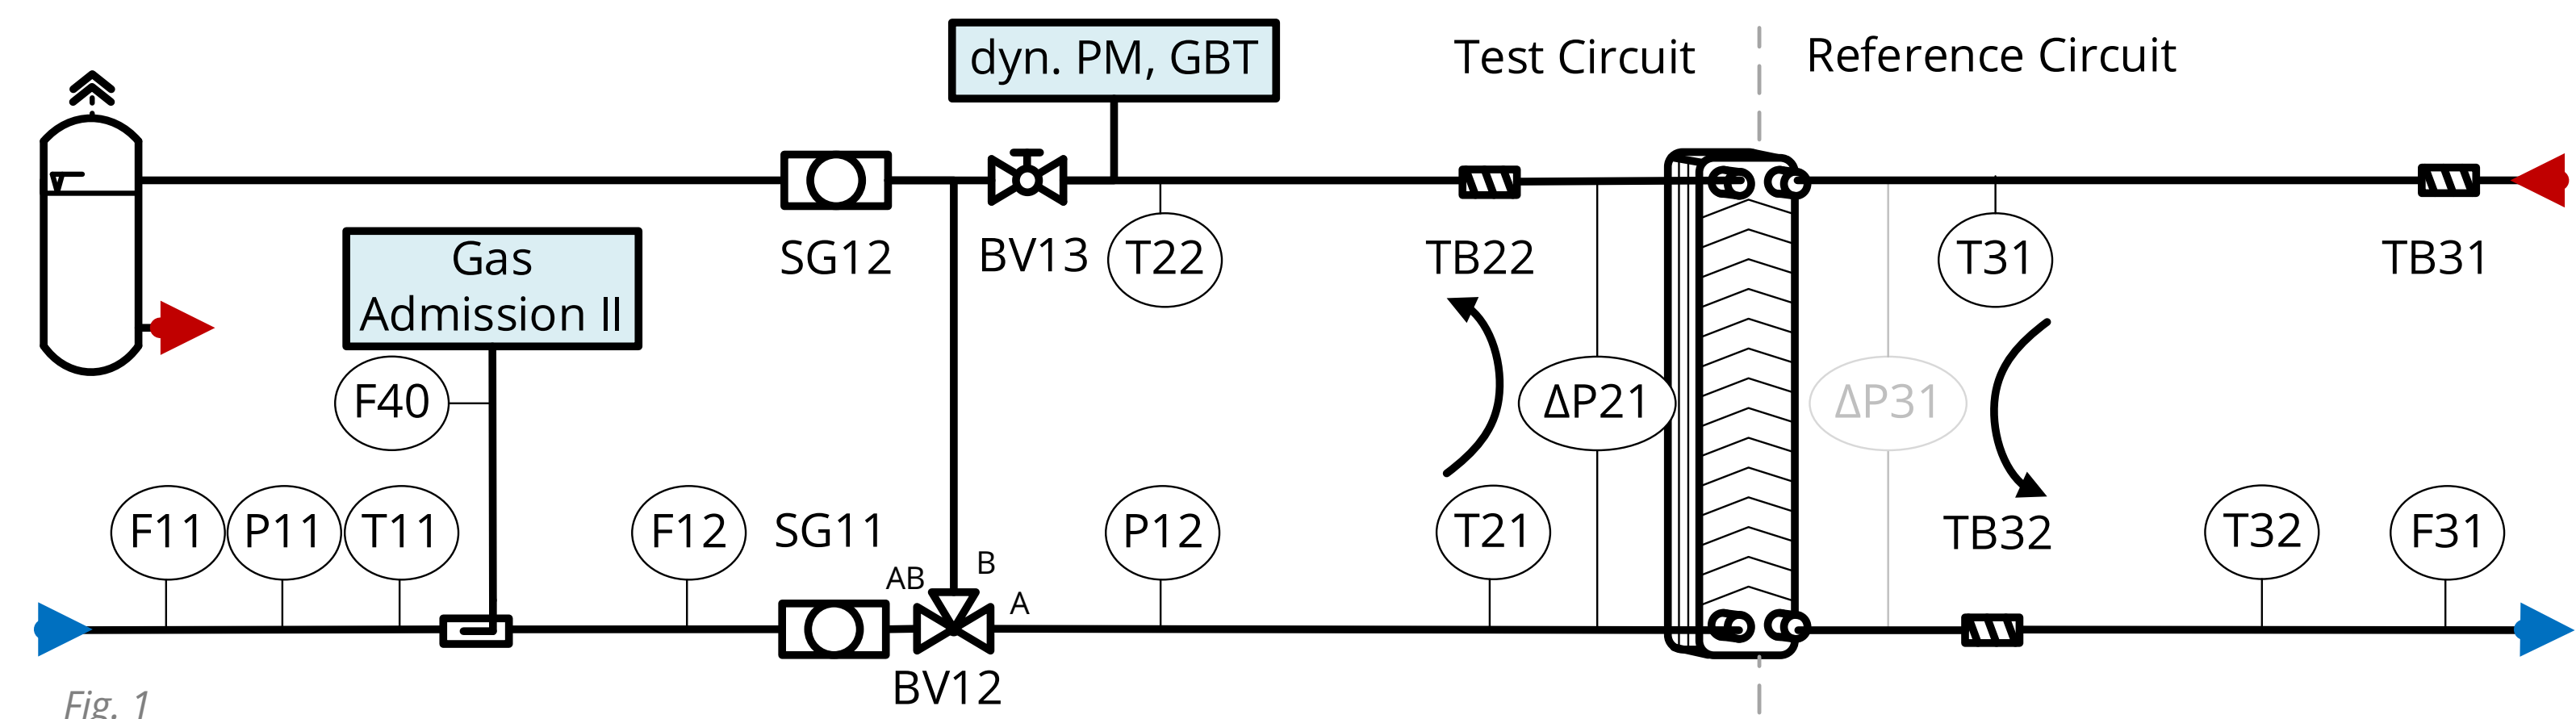 dyn. PM, GBT
Test Circuit
Reference Circuit
SG12
BV13
T22
TB22
T31
TB31
Gas
Admission II
F40
ΔP21
ΔP31
F11
P11
T11
F12
SG11
AB
B
A
P12
T21
TB32
T32
F31
BV12
Fig. 1